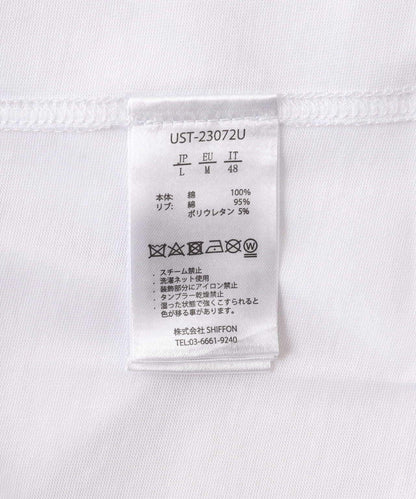 UST-23072U
JP EU IT
L M 48
本体: 綿 100%
リブ: 綿 95%
ポリウレタン 5%
. スチーム禁止
. 洗濯ネット使用
. 装飾部分にアイロン禁止
. タンブラー乾燥禁止
. 湿った状態で強くこすられると
色が移る事があります。
株式会社 SHIFFON
TEL:03-6661-9240